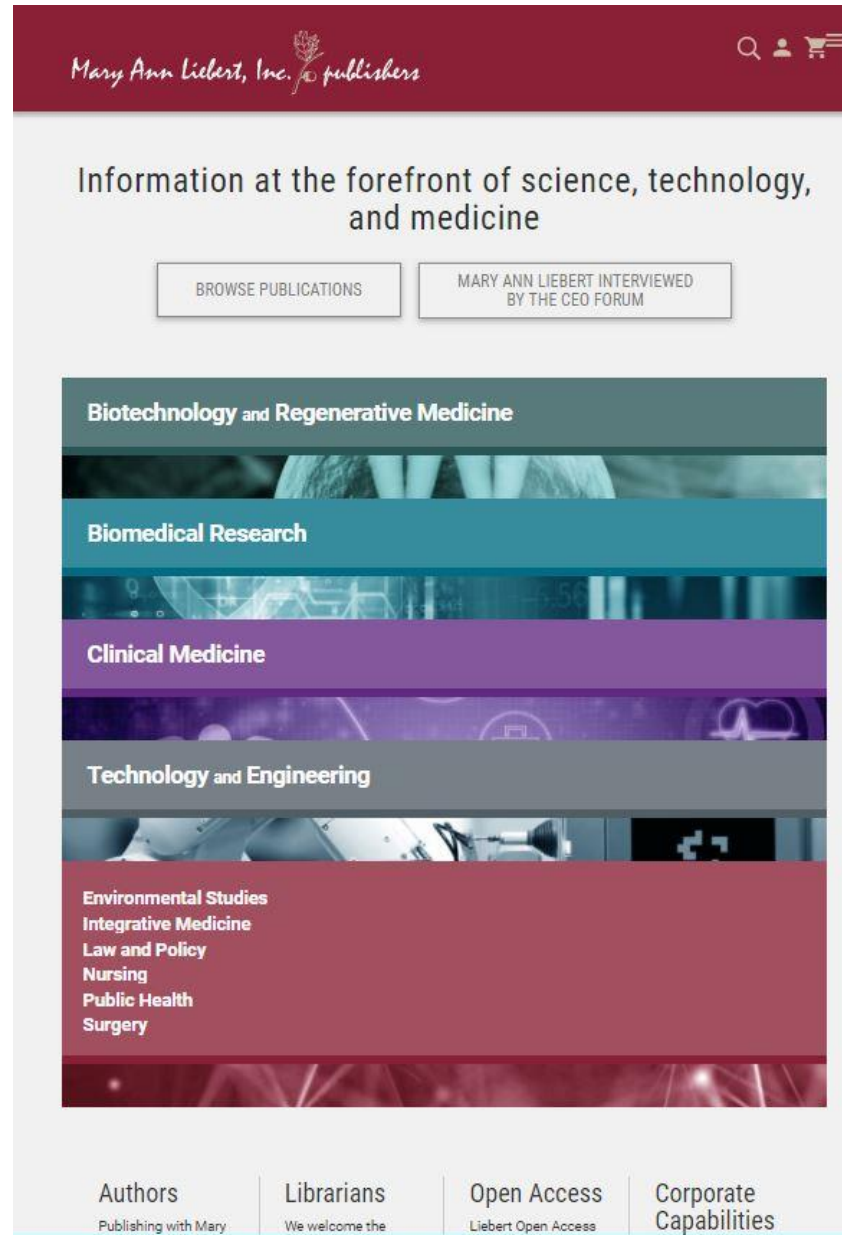 Mary Ann Liebert, Inc. publishers
Information at the forefront of science, technology,
and medicine
BROWSE PUBLICATIONS
MARY ANN LIEBERT INTERVIEWED
BY THE CEO FORUM
Biotechnology and Regenerative Medicine
Biomedical Research
Clinical Medicine
Technology and Engineering
Environmental Studies
Integrative Medicine
Law and Policy
Nursing
Public Health
Surgery
Authors
Publishing with Mary
Librarians
We welcome the
Open Access
Liebert Open Access
Corporate
Capabilities